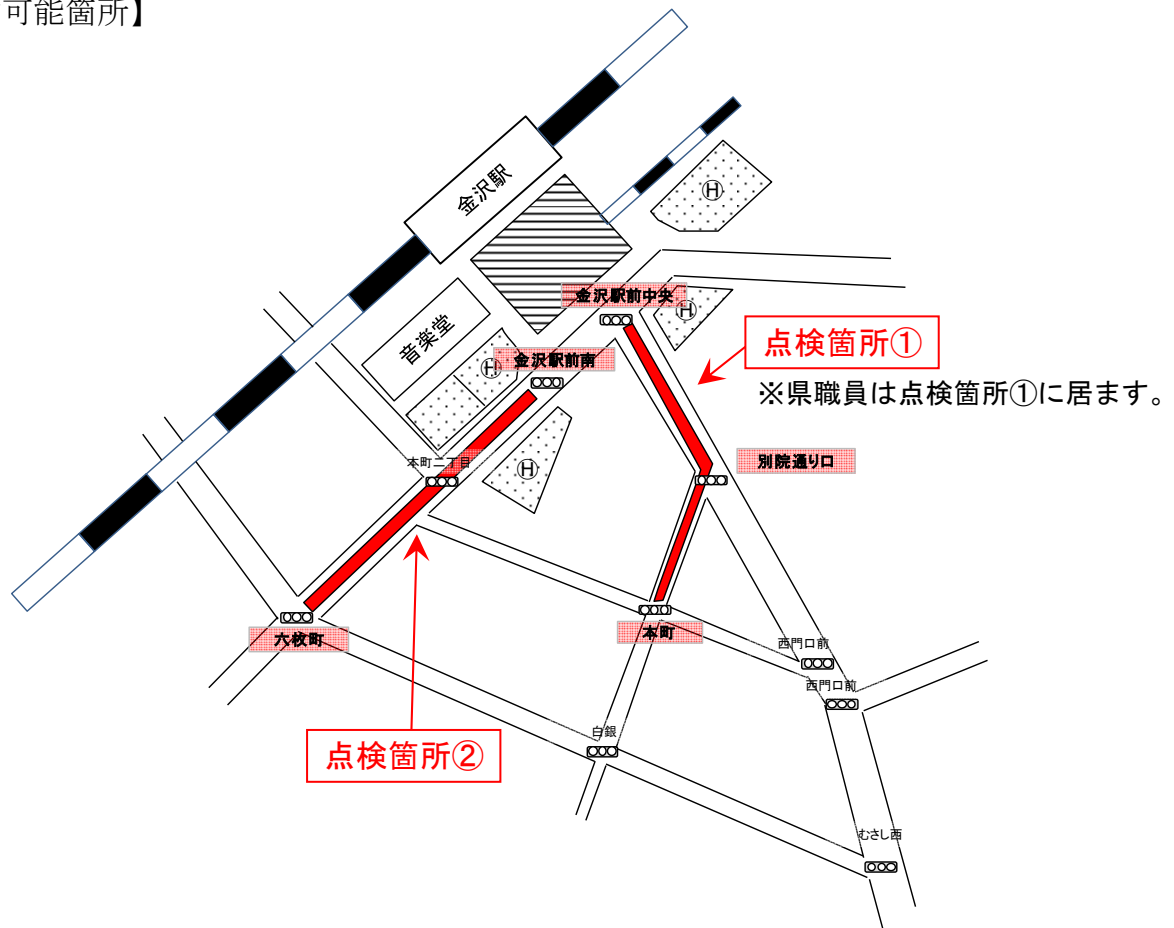 可能箇所】
金沢駅
Ⓗ
金沢駅前中央
Ⓗ
音楽堂
点検箇所①
Ⓗ
金沢駅前南
※県職員は点検箇所①に居ます。
本町二丁目
Ⓗ
別院通り口
六枚町
本町
西門口前
西門口前
白銀
点検箇所②
むさし西